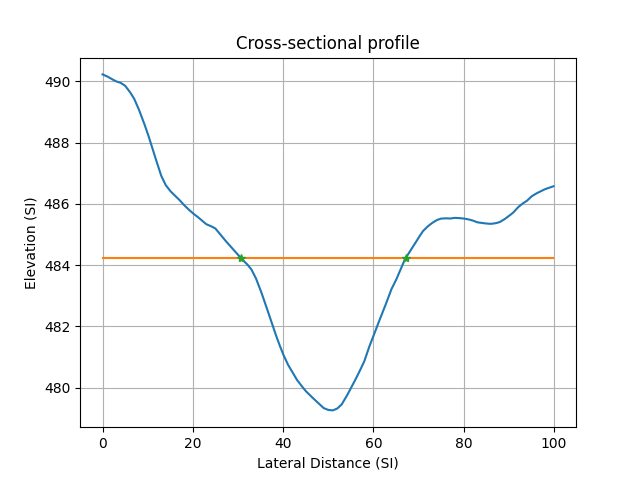 Cross-sectional profile
Elevation (SI)
490
488
486
484
482
480
0 20 40 60 80 100
Lateral Distance (SI)